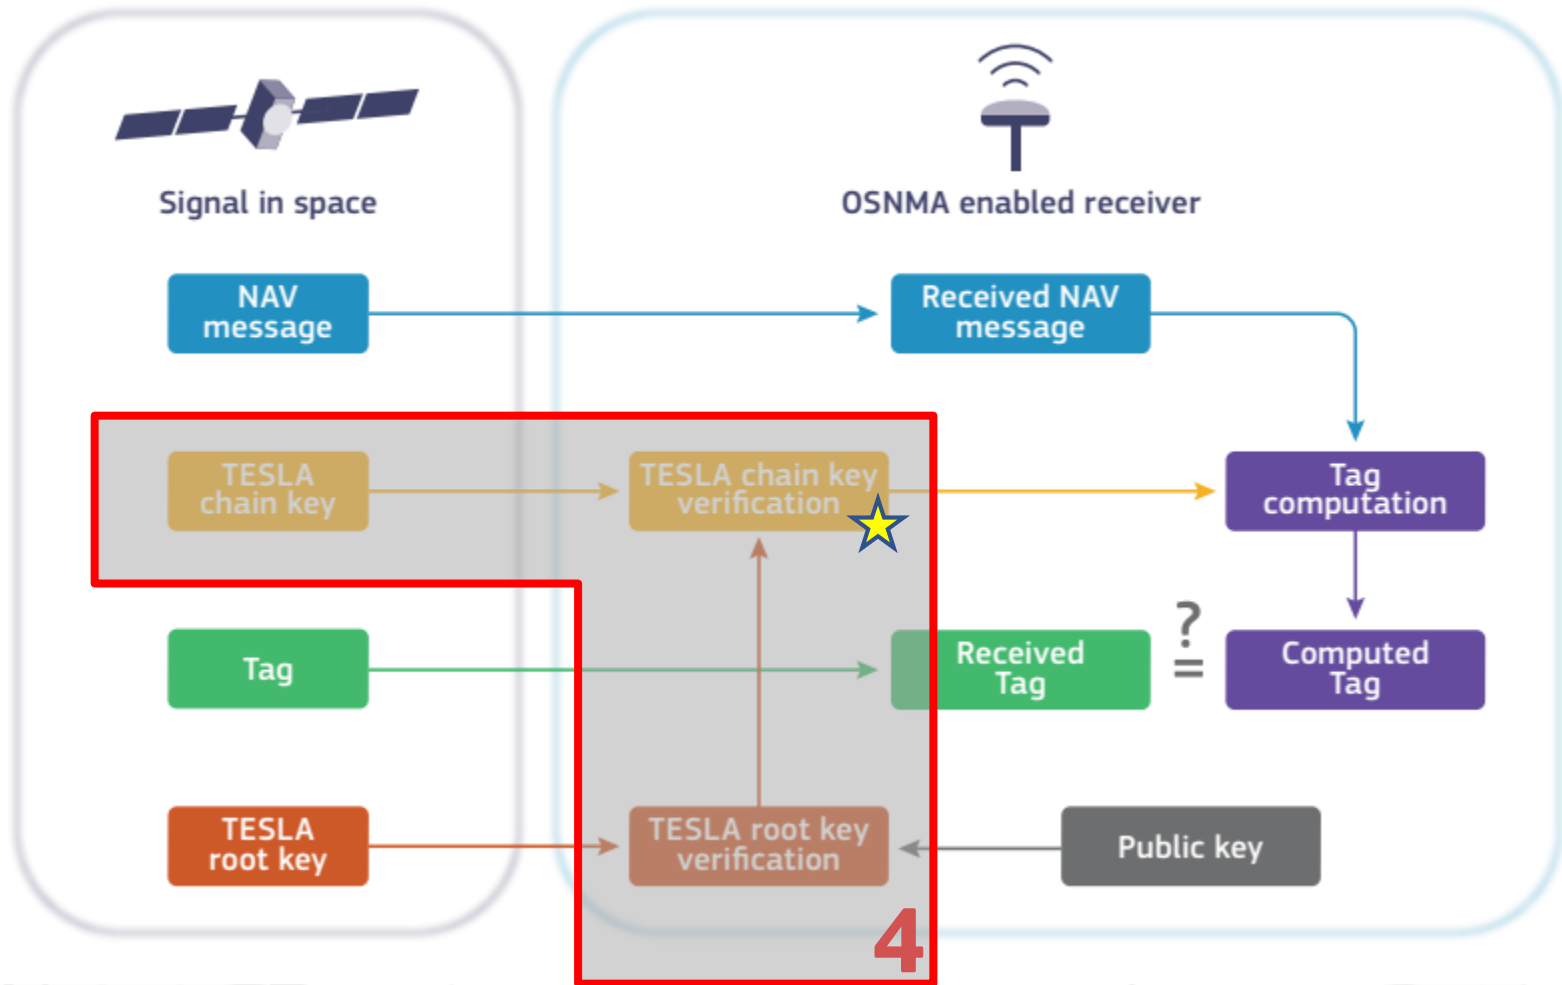 Signal in space
OSNMA enabled receiver
NAV
message
Received NAV
message
TESLA
chain key
TESLA chain key
verification
Tag
computation
Tag
Received
Tag
?
=
Computed
Tag
TESLA
root key
TESLA root key
verification
Public key
4